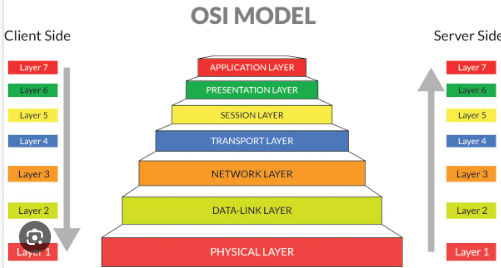 OSI MODEL
Client Side
Server Side
Layer 7
APPLICATION LAYER
Layer 7
Layer 6
PRESENTATION LAYER
Layer 6
Layer 5
SESSION LAYER
Layer 5
Layer 4
TRANSPORT LAYER
Layer 4
Layer 3
NETWORK LAYER
Layer 3
Layer 2
DATA-LINK LAYER
Layer 2
Layer 1
PHYSICAL LAYER
Layer 1